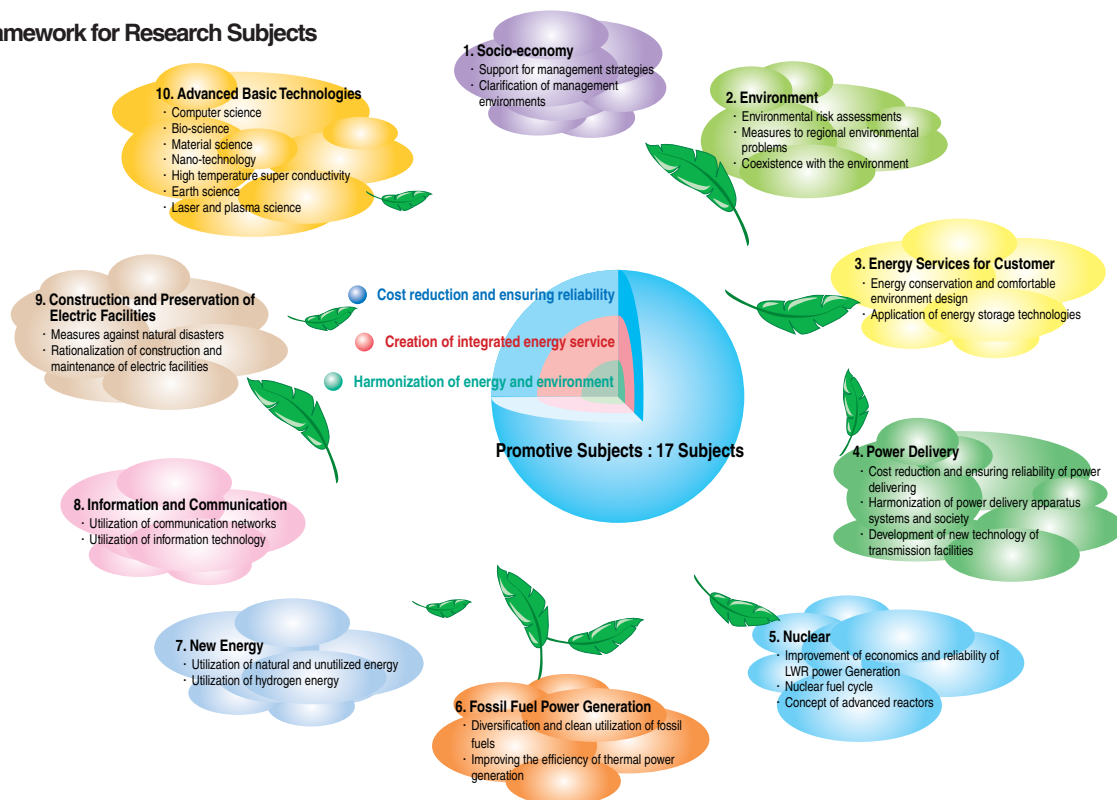 amework for Research Subjects
1. Socio-economy
· Support for management strategies
· Clarification of management
environments
2. Environment
· Environmental risk assessments
· Measures to regional environmental
problems
· Coexistence with the environment
3. Energy Services for Customer
· Energy conservation and comfortable
environment design
· Application of energy storage technologies
4. Power Delivery
· Cost reduction and ensuring reliability of power
delivering
· Harmonization of power delivery apparatus
systems and society
· Development of new technology of
transmission facilities
5. Nuclear
· Improvement of economics and reliability of
LWR power Generation
· Nuclear fuel cycle
· Concept of advanced reactors
6. Fossil Fuel Power Generation
· Diversification and clean utilization of fossil
fuels
· Improving the efficiency of thermal power
generation
7. New Energy
· Utilization of natural and unutilized energy
· Utilization of hydrogen energy
8. Information and Communication
· Utilization of communication networks
· Utilization of information technology
9. Construction and Preservation of
Electric Facilities
· Measures against natural disasters
· Rationalization of construction and
maintenance of electric facilities
10. Advanced Basic Technologies
· Computer science
· Bio-science
· Material science
· Nano-technology
· High temperature super conductivity
· Earth science
· Laser and plasma science
Cost reduction and ensuring reliability
Creation of integrated energy service
Harmonization of energy and environment
Promotive Subjects : 17 Subjects